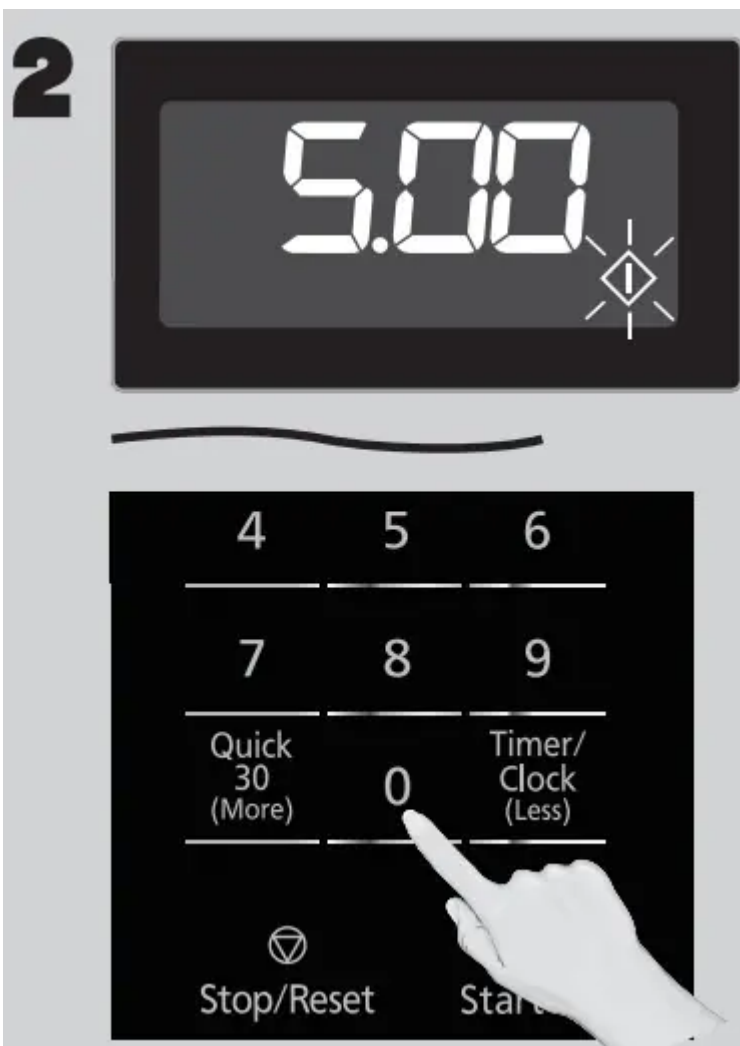 2
5.00
4 5 6
7 8 9
Quick
30
(More)
0
Timer/
Clock
(Less)
Stop/Reset